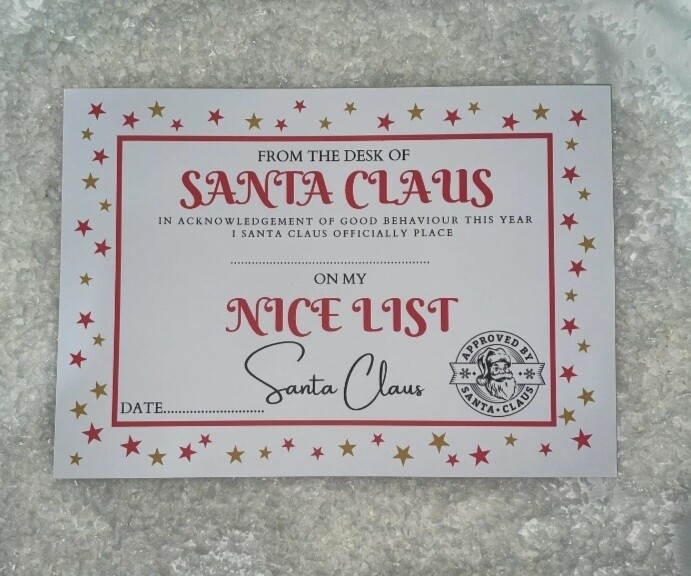 FROM THE DESK OF
SANTA CLAUS
IN ACKNOWLEDGEMENT OF GOOD BEHAVIOUR THIS YEAR
I SANTA CLAUS OFFICIALLY PLACE
..................................................
ON MY
NICE LIST
Santa Claus
APPROVED BY
SANTA • CLAUS
DATE...........................